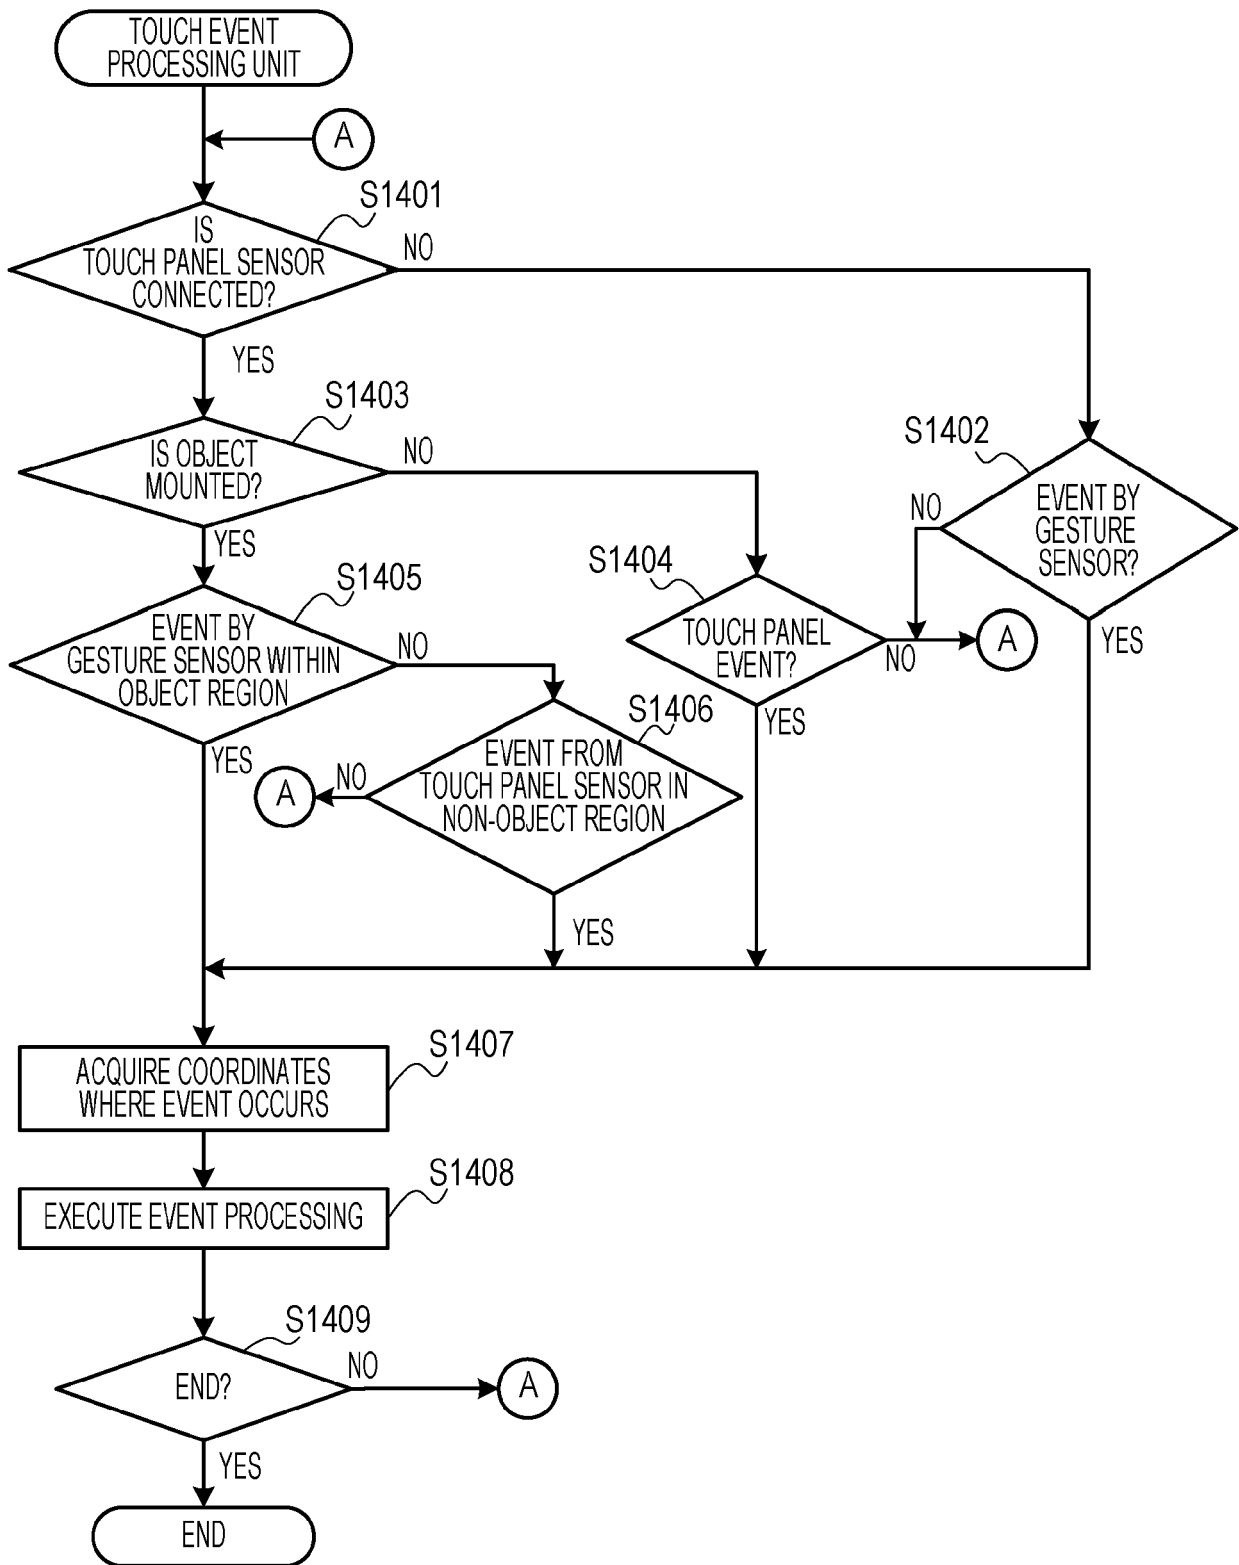 TOUCH EVENT
PROCESSING UNIT
A
S1401
IS
TOUCH PANEL SENSOR
CONNECTED?
NO
YES
S1403
IS OBJECT
MOUNTED?
NO
YES
S1402
EVENT BY
GESTURE
SENSOR?
NO
YES
S1404
TOUCH PANEL
EVENT?
NO
A
YES
S1405
EVENT BY
GESTURE SENSOR WITHIN
OBJECT REGION
NO
YES
S1406
EVENT FROM
TOUCH PANEL SENSOR IN
NON-OBJECT REGION
NO
A
YES
S1407
ACQUIRE COORDINATES
WHERE EVENT OCCURS
S1408
EXECUTE EVENT PROCESSING
S1409
END?
NO
A
YES
END